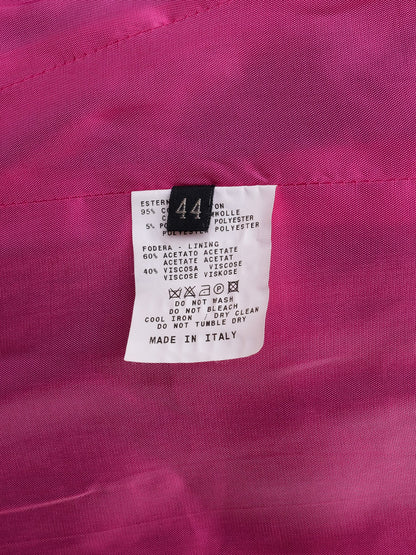 44
95%
5% POLYESTER
POLYESTER POLYESTER
FODERA - LINING
60% ACETATO ACETATE
ACETATE ACETAT
40% VISCOSA VISCOSE
VISCOSE VISKOSE
DO NOT WASH
DO NOT BLEACH
COOL IRON / DRY CLEAN
DO NOT TUMBLE DRY
MADE IN ITALY